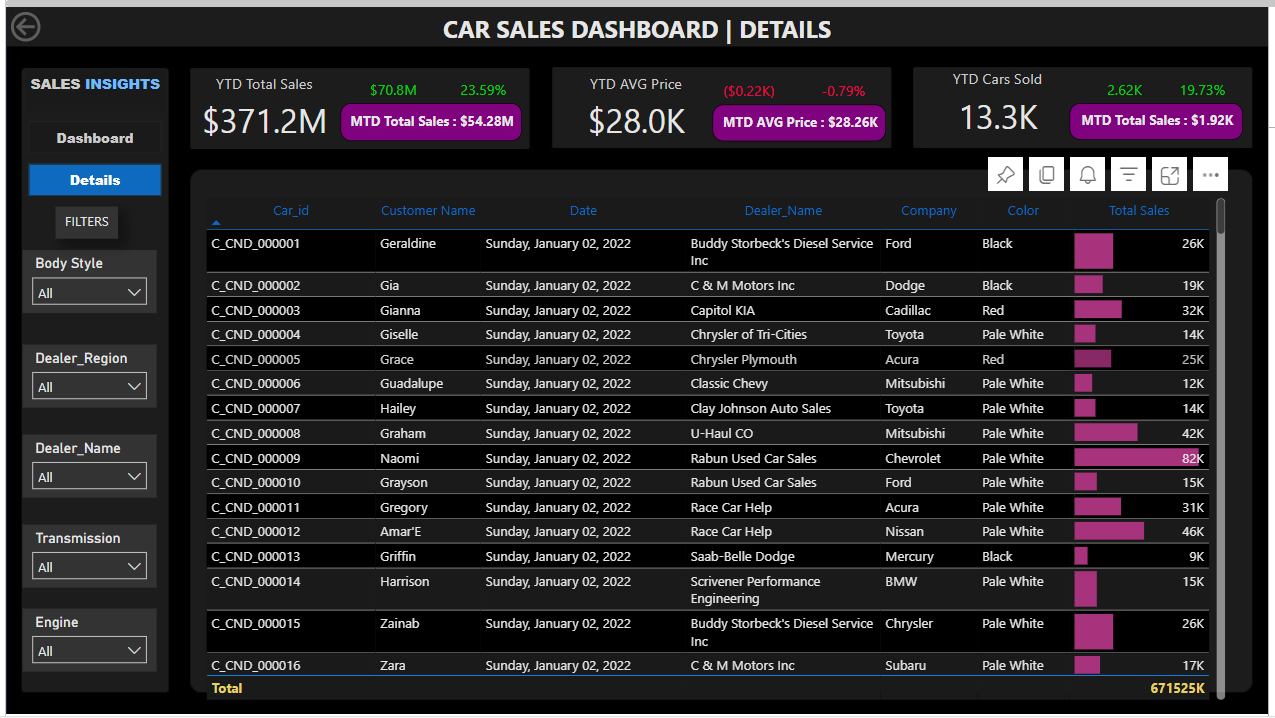 CAR SALES DASHBOARD | DETAILS
SALES INSIGHTS
Dashboard
Details
FILTERS
Body Style
All
Dealer_Region
All
Dealer_Name
All
Transmission
All
Engine
All
YTD Total Sales
$70.8M 23.59%
$371.2M
MTD Total Sales : $54.28M
YTD AVG Price
($0.22K) -0.79%
$28.0K
MTD AVG Price : $28.26K
YTD Cars Sold
2.62K 19.73%
13.3K
MTD Total Sales : $1.92K
Car_id Customer Name Date Dealer_Name Company Color Total Sales
C_CND_000001 Geraldine Sunday, January 02, 2022 Buddy Storbeck's Diesel Service Ford Black 26K
Inc
C_CND_000002 Gia Sunday, January 02, 2022 C & M Motors Inc Dodge Black 19K
C_CND_000003 Gianna Sunday, January 02, 2022 Capitol KIA Cadillac Red 32K
C_CND_000004 Giselle Sunday, January 02, 2022 Chrysler of Tri-Cities Toyota Pale White 14K
C_CND_000005 Grace Sunday, January 02, 2022 Chrysler Plymouth Acura Red 25K
C_CND_000006 Guadalupe Sunday, January 02, 2022 Classic Chevy Mitsubishi Pale White 12K
C_CND_000007 Hailey Sunday, January 02, 2022 Clay Johnson Auto Sales Toyota Pale White 14K
C_CND_000008 Graham Sunday, January 02, 2022 U-Haul CO Mitsubishi Pale White 42K
C_CND_000009 Naomi Sunday, January 02, 2022 Rabun Used Car Sales Chevrolet Pale White 82K
C_CND_000010 Grayson Sunday, January 02, 2022 Rabun Used Car Sales Ford Pale White 15K
C_CND_000011 Gregory Sunday, January 02, 2022 Race Car Help Acura Pale White 31K
C_CND_000012 Amar'E Sunday, January 02, 2022 Race Car Help Nissan Pale White 46K
C_CND_000013 Griffin Sunday, January 02, 2022 Saab-Belle Dodge Mercury Black 9K
C_CND_000014 Harrison Sunday, January 02, 2022 Scrivener Performance BMW Pale White 15K
Engineering
C_CND_000015 Zainab Sunday, January 02, 2022 Buddy Storbeck's Diesel Service Chrysler Pale White 26K
Inc
C_CND_000016 Zara Sunday, January 02, 2022 C & M Motors Inc Subaru Pale White 17K
Total 671525K